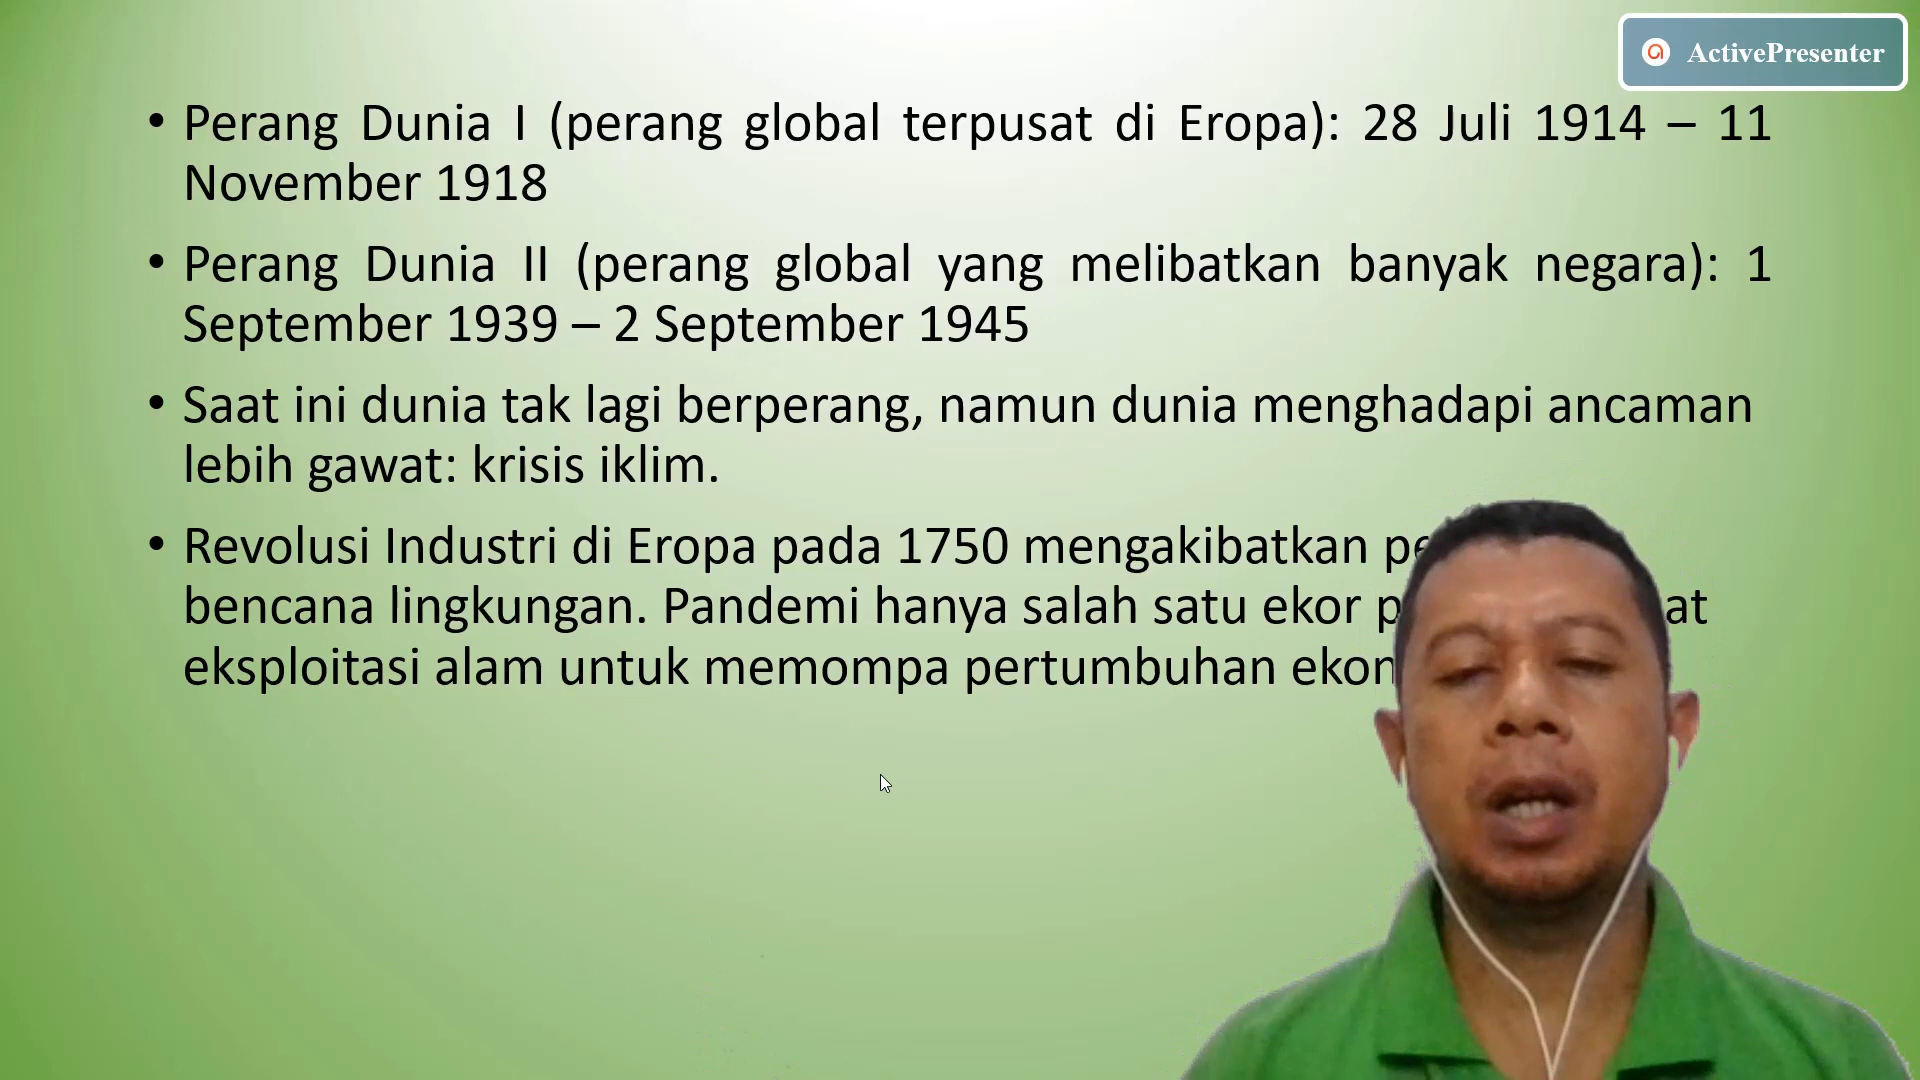 ActivePresenter
• Perang Dunia I (perang global terpusat di Eropa): 28 Juli 1914 – 11
November 1918
• Perang Dunia II (perang global yang melibatkan banyak negara): 1
September 1939 – 2 September 1945
• Saat ini dunia tak lagi berperang, namun dunia menghadapi ancaman
lebih gawat: krisis iklim.
• Revolusi Industri di Eropa pada 1750 mengakibatkan
bencana lingkungan. Pandemi hanya salah satu ekor
eksploitasi alam untuk memompa pertumbuhan